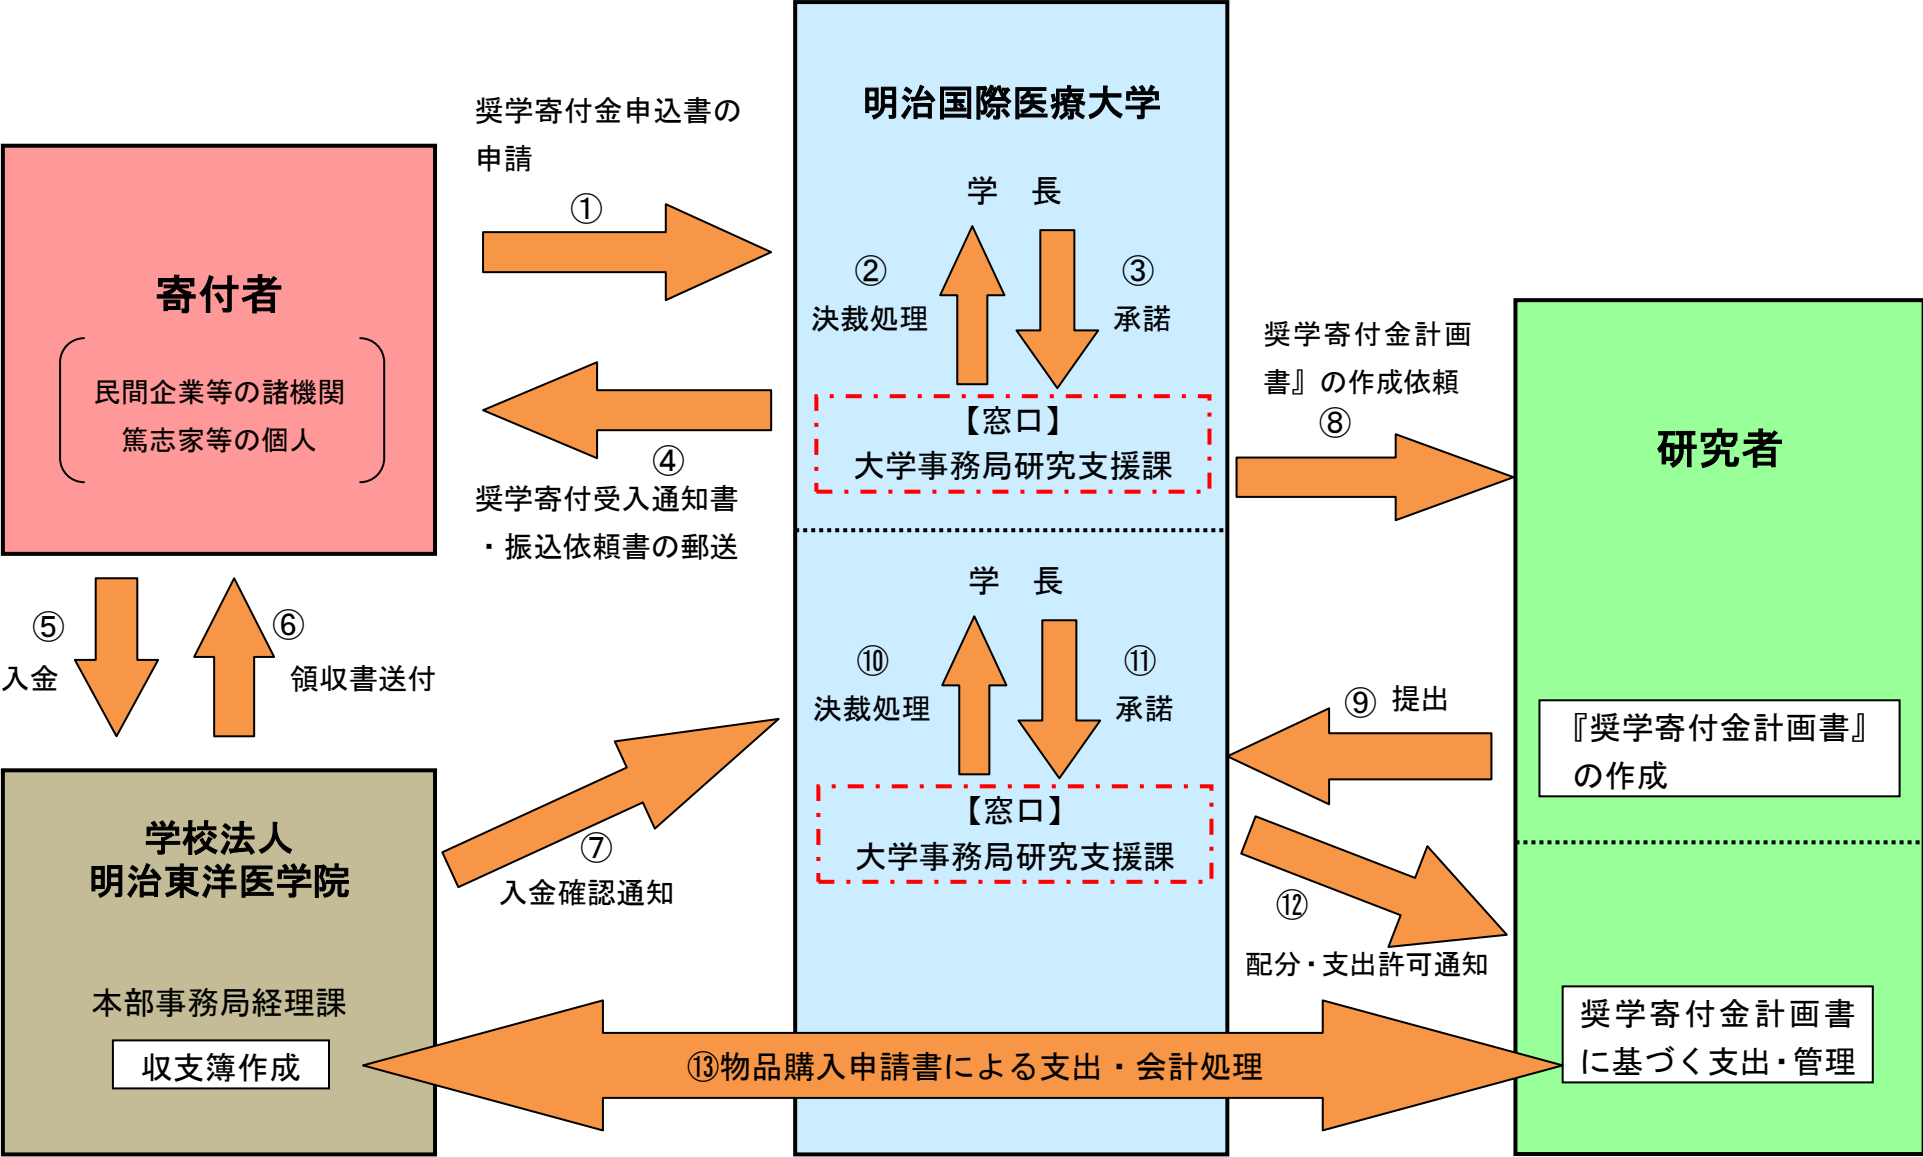 明治国際医療大学
奨学寄付金申込書の
申請
①
学　長
②
決裁処理
③
承諾
寄付者
民間企業等の諸機関
篤志家等の個人
【窓口】
大学事務局研究支援課
④
奨学寄付受入通知書
・振込依頼書の郵送
奨学寄付金計画
書』の作成依頼
⑧
研究者
⑤
入金
⑥
領収書送付
学　長
⑩
決裁処理
⑪
承諾
⑨ 提出
『奨学寄付金計画書』
の作成
【窓口】
大学事務局研究支援課
⑦
入金確認通知
学校法人
明治東洋医学院
⑫
配分・支出許可通知
本部事務局経理課
収支簿作成
⑬物品購入申請書による支出・会計処理
奨学寄付金計画書
に基づく支出・管理